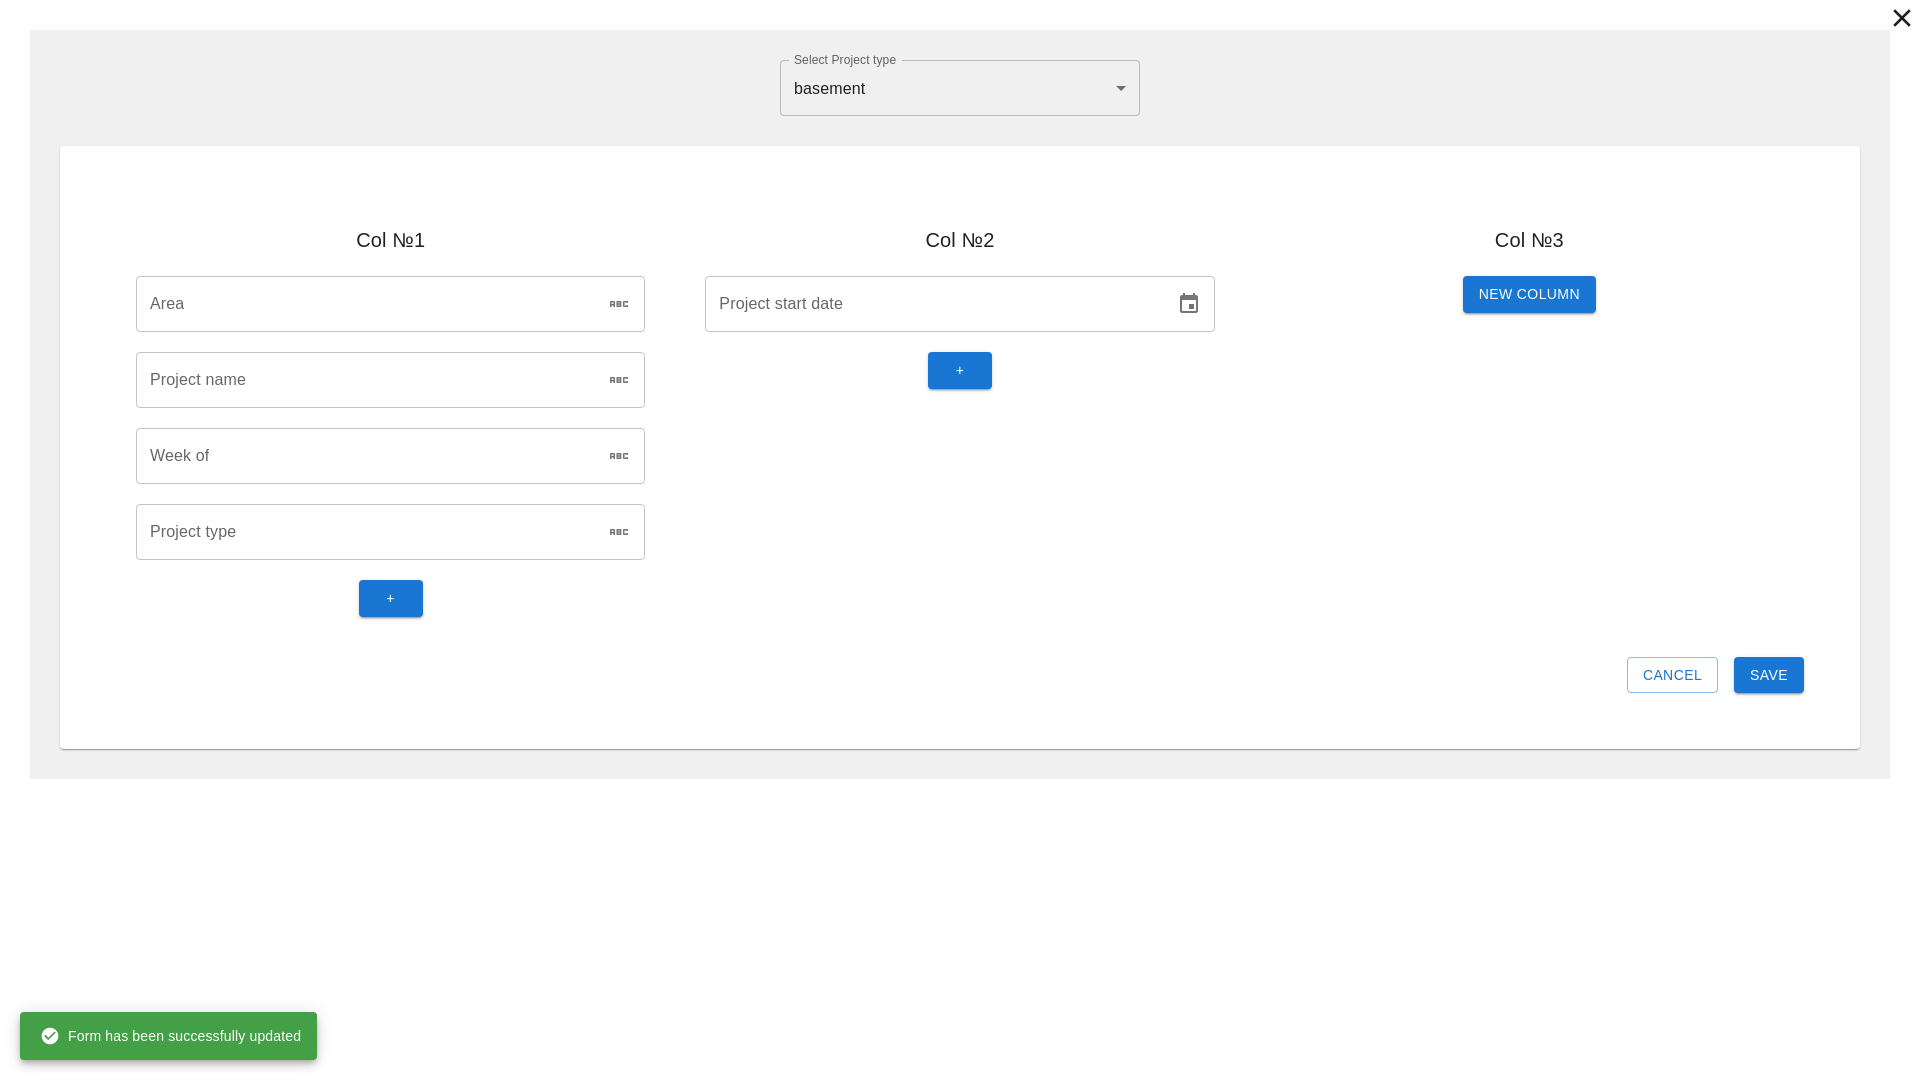 Select Project type
basement
Col №1
Area
ABC
Project name
ABC
Week of
ABC
Project type
ABC
+
Col №2
Project start date
+
Col №3
NEW COLUMN
CANCEL
SAVE
Form has been successfully updated